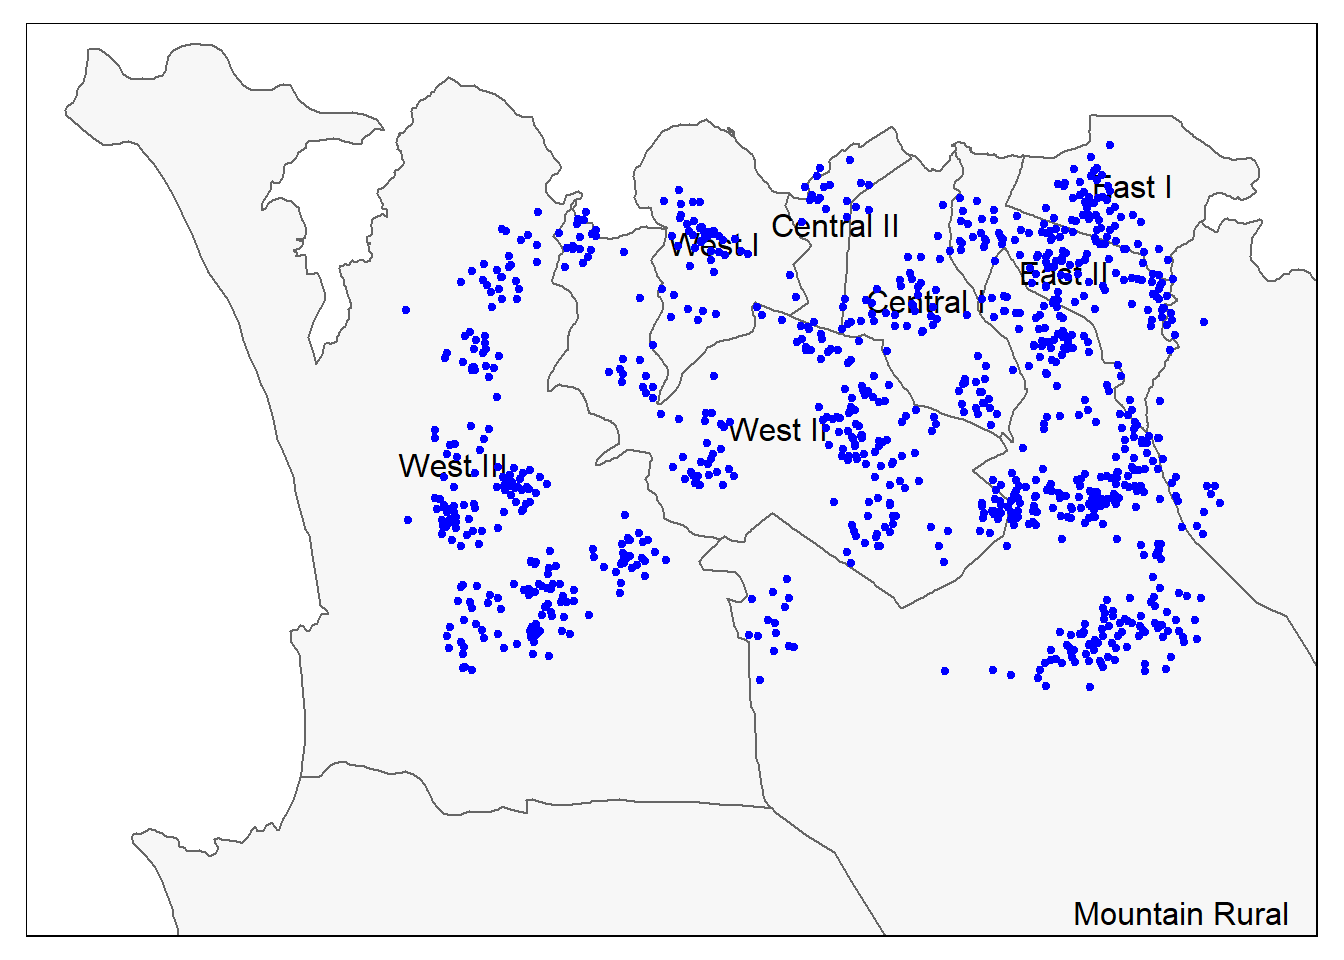 East I
Central II
West I
East II
Central I
West II
West III
Mountain Rural